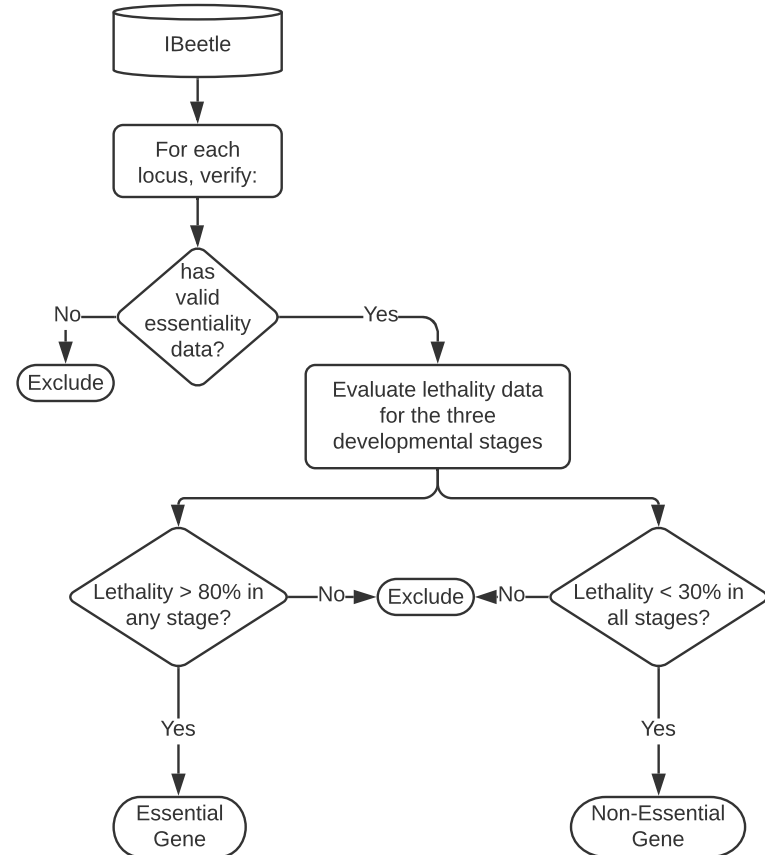 IBeetle
For each
locus, verify:
has
valid
essentiality
data?
No
Yes
Exclude
Evaluate lethality data
for the three
developmental stages
Lethality > 80% in
any stage?
No
Exclude
No
Lethality < 30% in
all stages?
Yes
Yes
Essential
Gene
Non-Essential
Gene